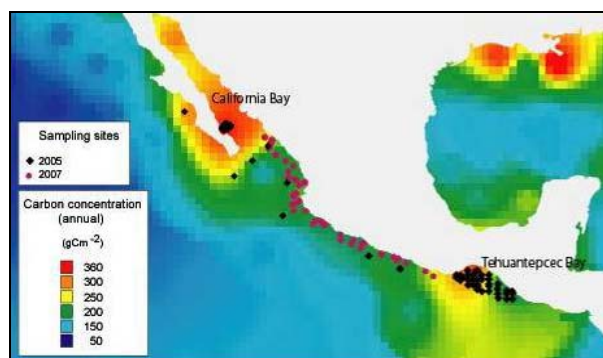 California Bay
Sampling sites
2005
2007
Carbon concentration
(annual)
(gCm⁻²)
360
300
250
200
150
50
Tehuantepcec Bay